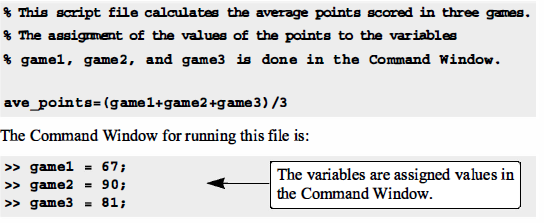 % This script file calculates the average points scored in three games.
% The assignment of the values of the points to the variables
% game1, game2, and game3 is done in the Command Window.
ave_points=(game1+game2+game3)/3
The Command Window for running this file is:
>> game1 = 67;
>> game2 = 90;
>> game3 = 81;
The variables are assigned values in
the Command Window.